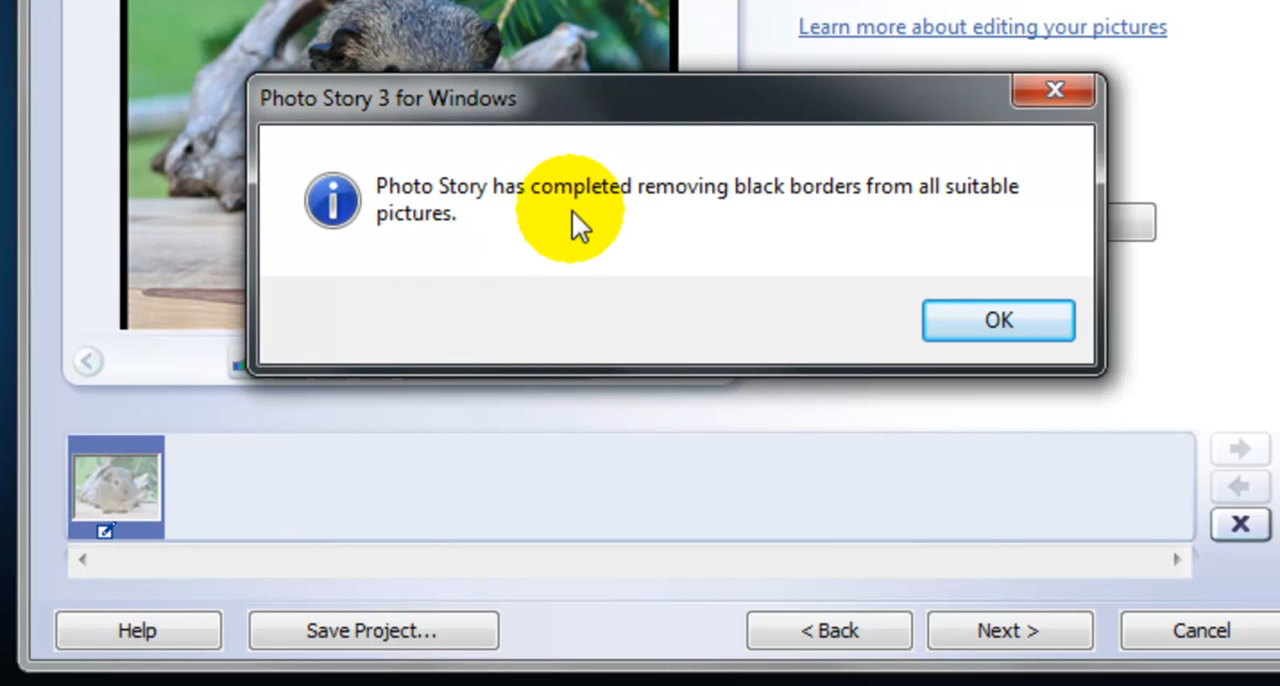 Learn more about editing your pictures
Photo Story 3 for Windows
Photo Story has completed removing black borders from all suitable
pictures.
OK
Help
Save Project...
< Back
Next >
Cancel